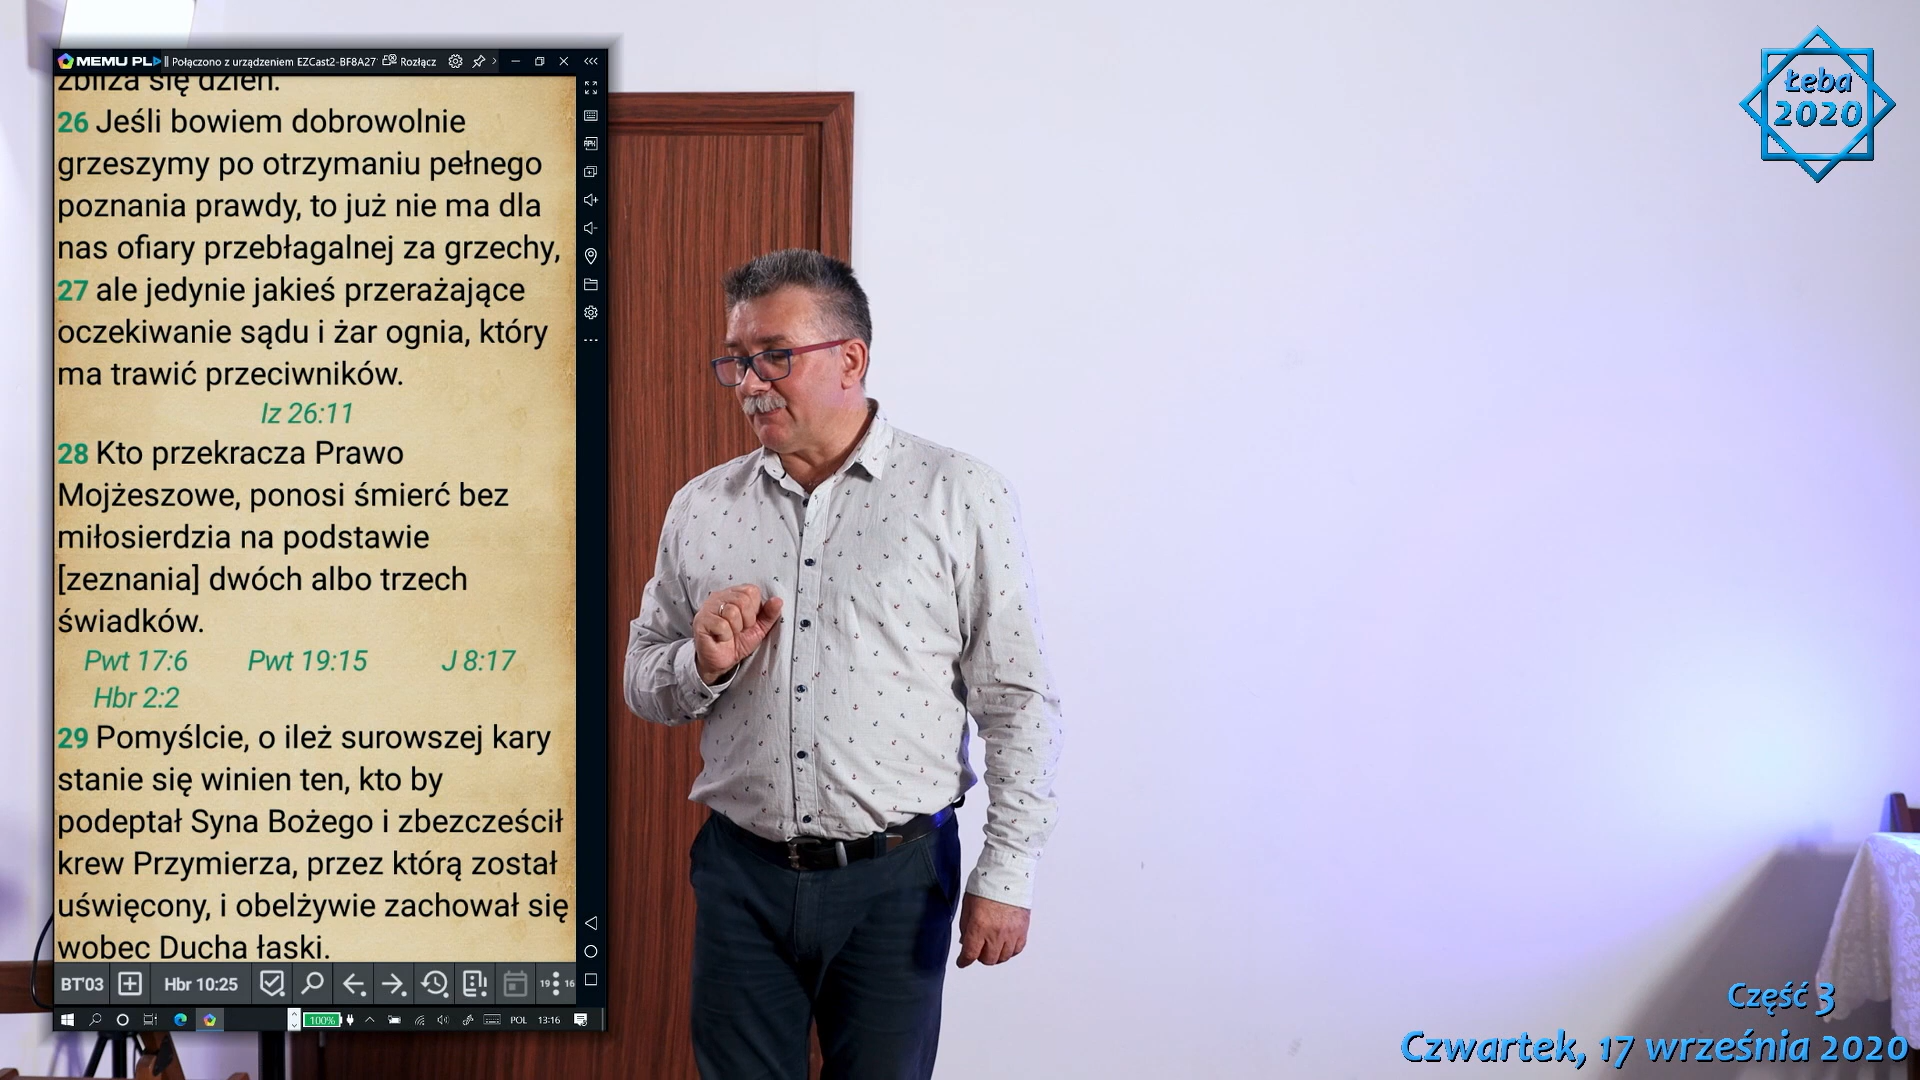 MEMU PL
Połączono z urządzeniem EZCast2-BF8A27
Rozłącz
zbliża się dzień.
26 Jeśli bowiem dobrowolnie
grzeszymy po otrzymaniu pełnego
poznania prawdy, to już nie ma dla
nas ofiary przebłagalnej za grzechy,
27 ale jedynie jakieś przerażające
oczekiwanie sądu i żar ognia, który
ma trawić przeciwników.
Iz 26:11
28 Kto przekracza Prawo
Mojżeszowe, ponosi śmierć bez
miłosierdzia na podstawie
[zeznania] dwóch albo trzech
świadków.
Pwt 17:6 Pwt 19:15 J 8:17
Hbr 2:2
29 Pomyślcie, o ileż surowszej kary
stanie się winien ten, kto by
podeptał Syna Bożego i zbezcześcił
krew Przymierza, przez którą został
uświęcony, i obelżywie zachował się
wobec Ducha łaski.
BT'03 Hbr 10:25 19 16
100% POL 13:16
Łeba
2020
Część 3
Czwartek, 17 września 2020